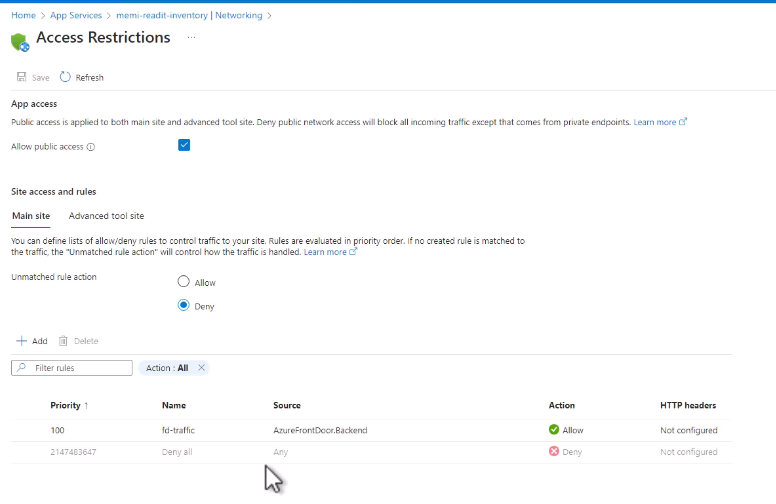 Home > App Services > memi-readit-inventory | Networking >
Access Restrictions ...
Save Refresh
App access
Public access is applied to both main site and advanced tool site. Deny public network access will block all incoming traffic except that comes from private endpoints. Learn more
Allow public access
Site access and rules
Main site Advanced tool site
You can define lists of allow/deny rules to control traffic to your site. Rules are evaluated in priority order. If no created rule is matched to
the traffic, the "Unmatched rule action" will control how the traffic is handled. Learn more
Unmatched rule action
Allow
Deny
+ Add Delete
Filter rules Action : All ×
Priority ↑ Name Source Action HTTP headers
100 fd-traffic AzureFrontDoor.Backend Allow Not configured
2147483647 Deny all Any Deny Not configured